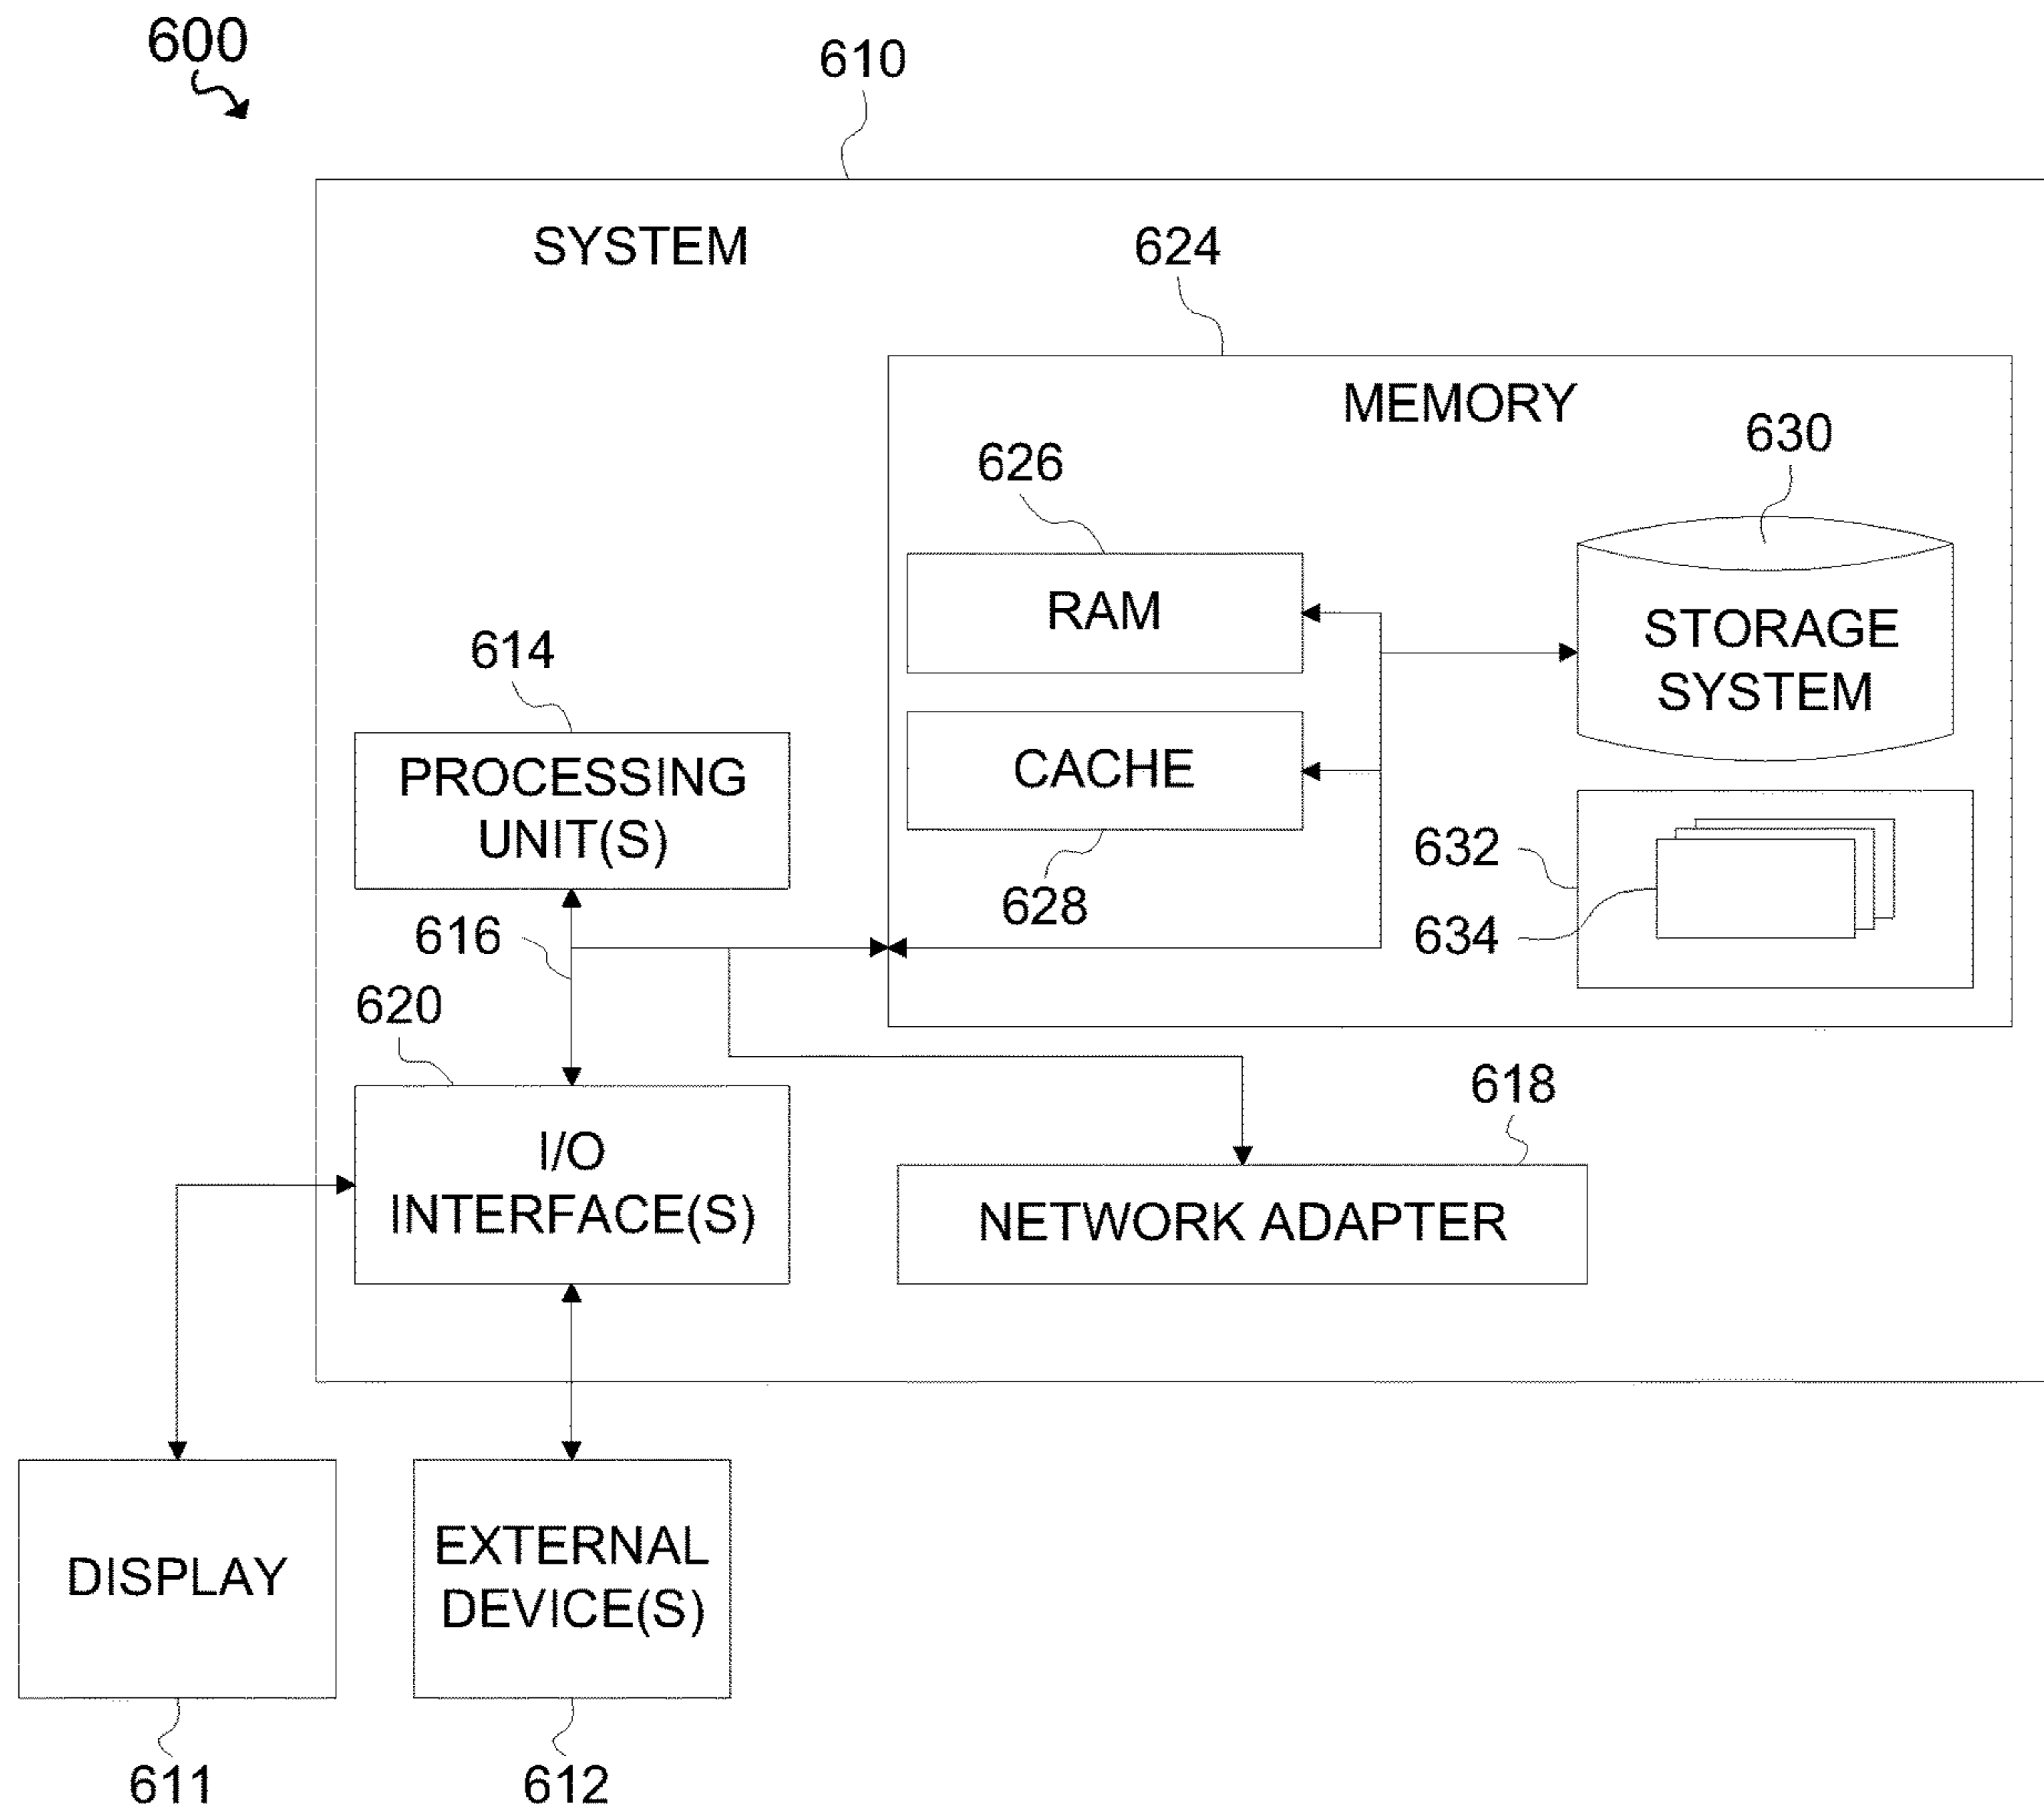 600
610
SYSTEM
624
MEMORY
630
626
RAM
STORAGE
SYSTEM
614
PROCESSING
UNIT(S)
CACHE
632
628
634
616
620
618
I/O
INTERFACE(S)
NETWORK ADAPTER
DISPLAY
EXTERNAL
DEVICE(S)
611
612